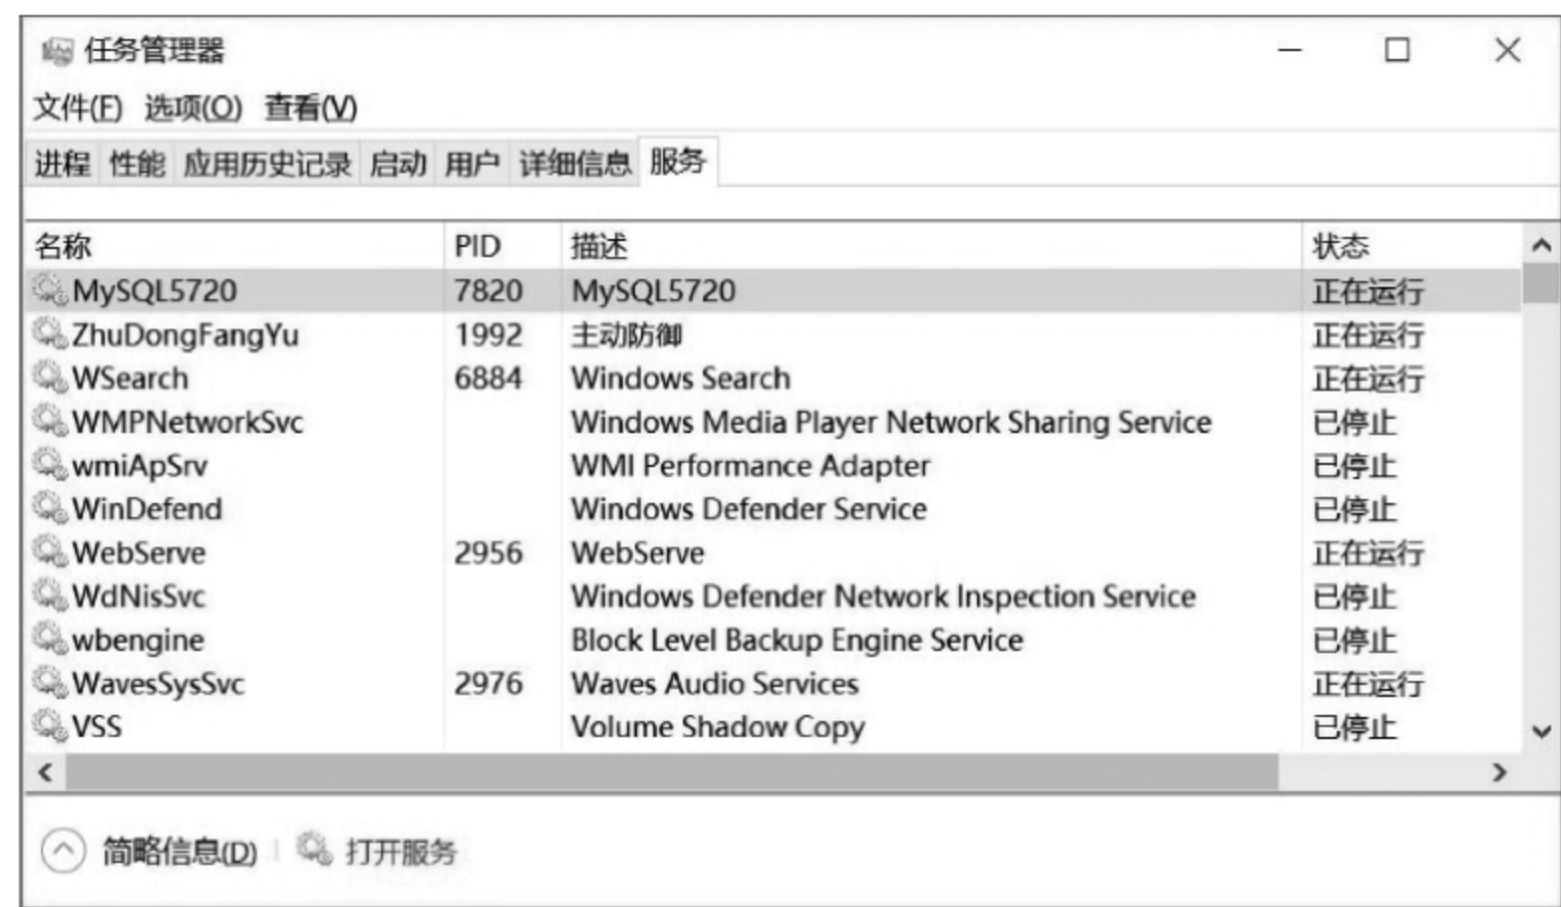 任务管理器
文件(F) 选项(O) 查看(V)
进程 性能 应用历史记录 启动 用户 详细信息 服务
名称 PID 描述 状态
MySQL5720 7820 MySQL5720 正在运行
ZhuDongFangYu 1992 主动防御 正在运行
WSearch 6884 Windows Search 正在运行
WMPNetworkSvc Windows Media Player Network Sharing Service 已停止
wmiApSrv WMI Performance Adapter 已停止
WinDefend Windows Defender Service 已停止
WebServe 2956 WebServe 正在运行
WdNisSvc Windows Defender Network Inspection Service 已停止
wbengine Block Level Backup Engine Service 已停止
WavesSysSvc 2976 Waves Audio Services 正在运行
VSS Volume Shadow Copy 已停止
简略信息(D) 打开服务